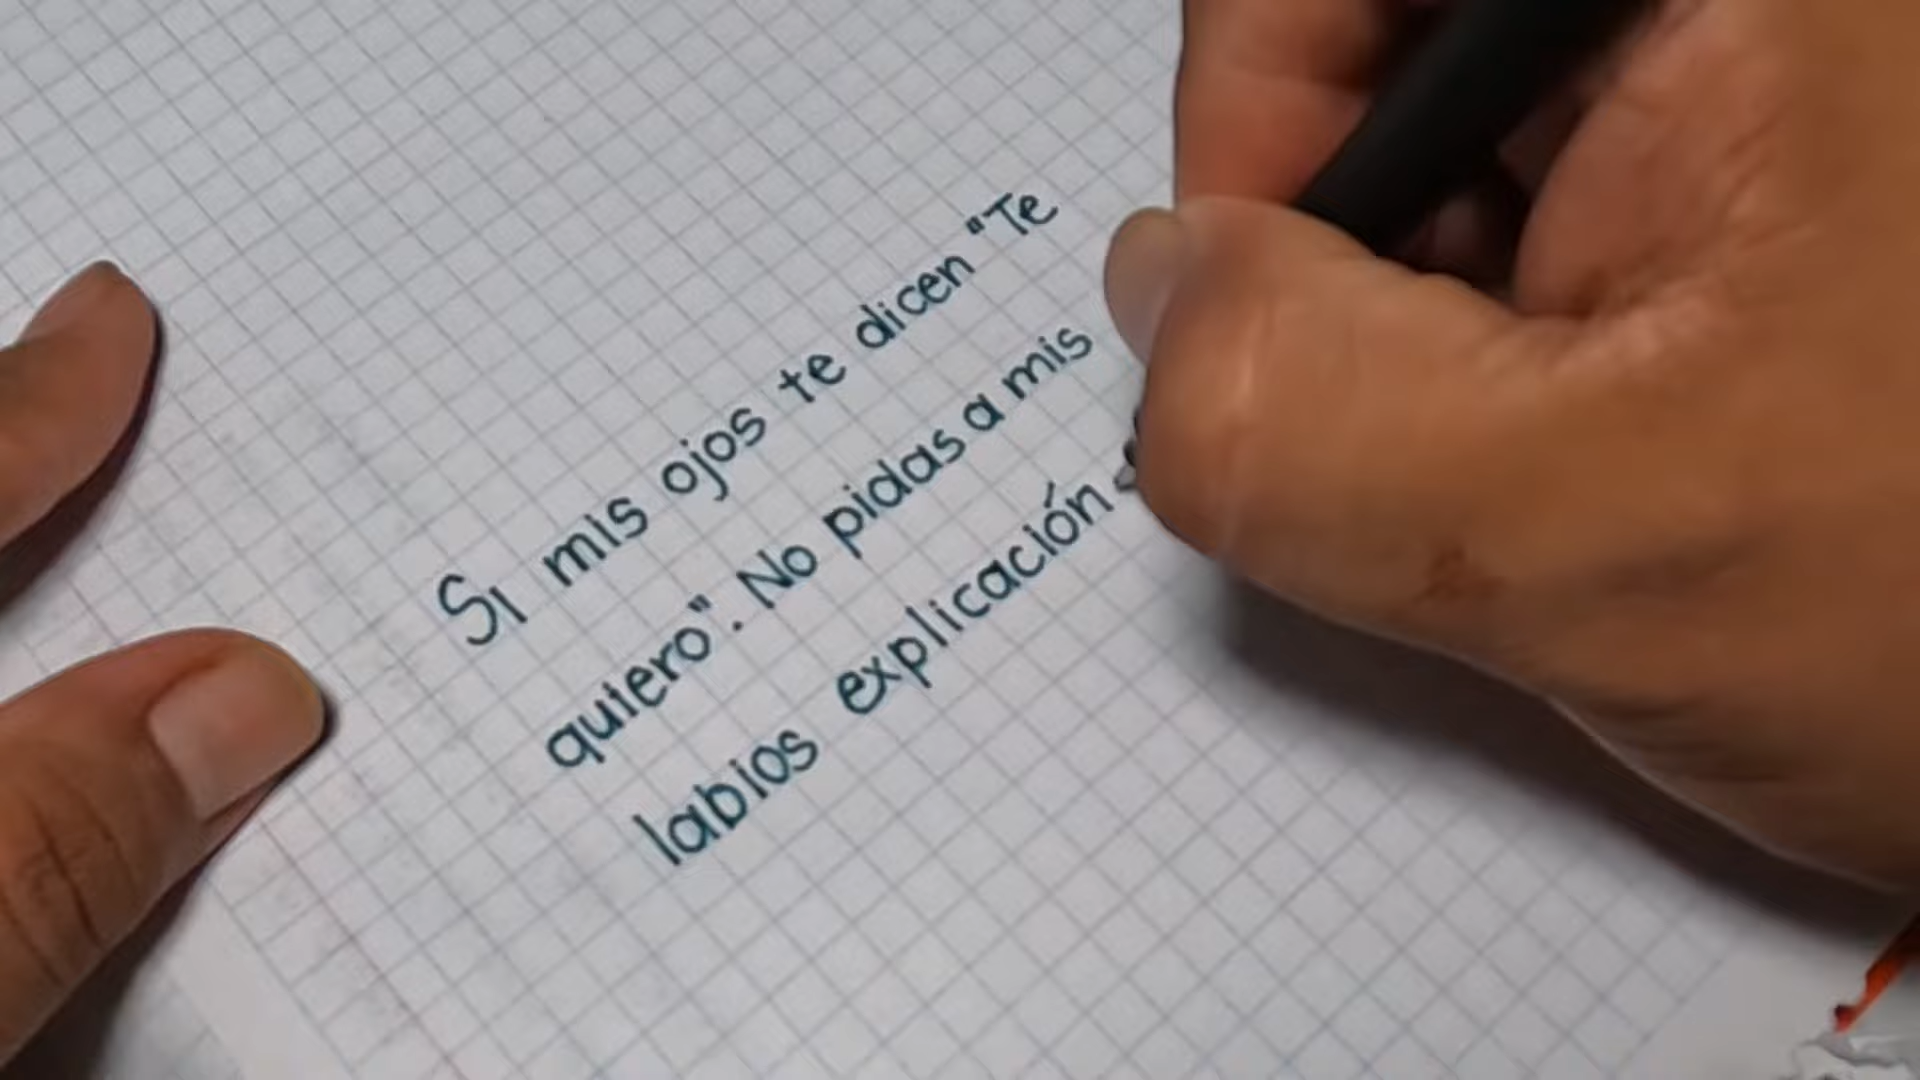 Si mis ojos te dicen "Te
quiero". No pidas a mis
labios explicación